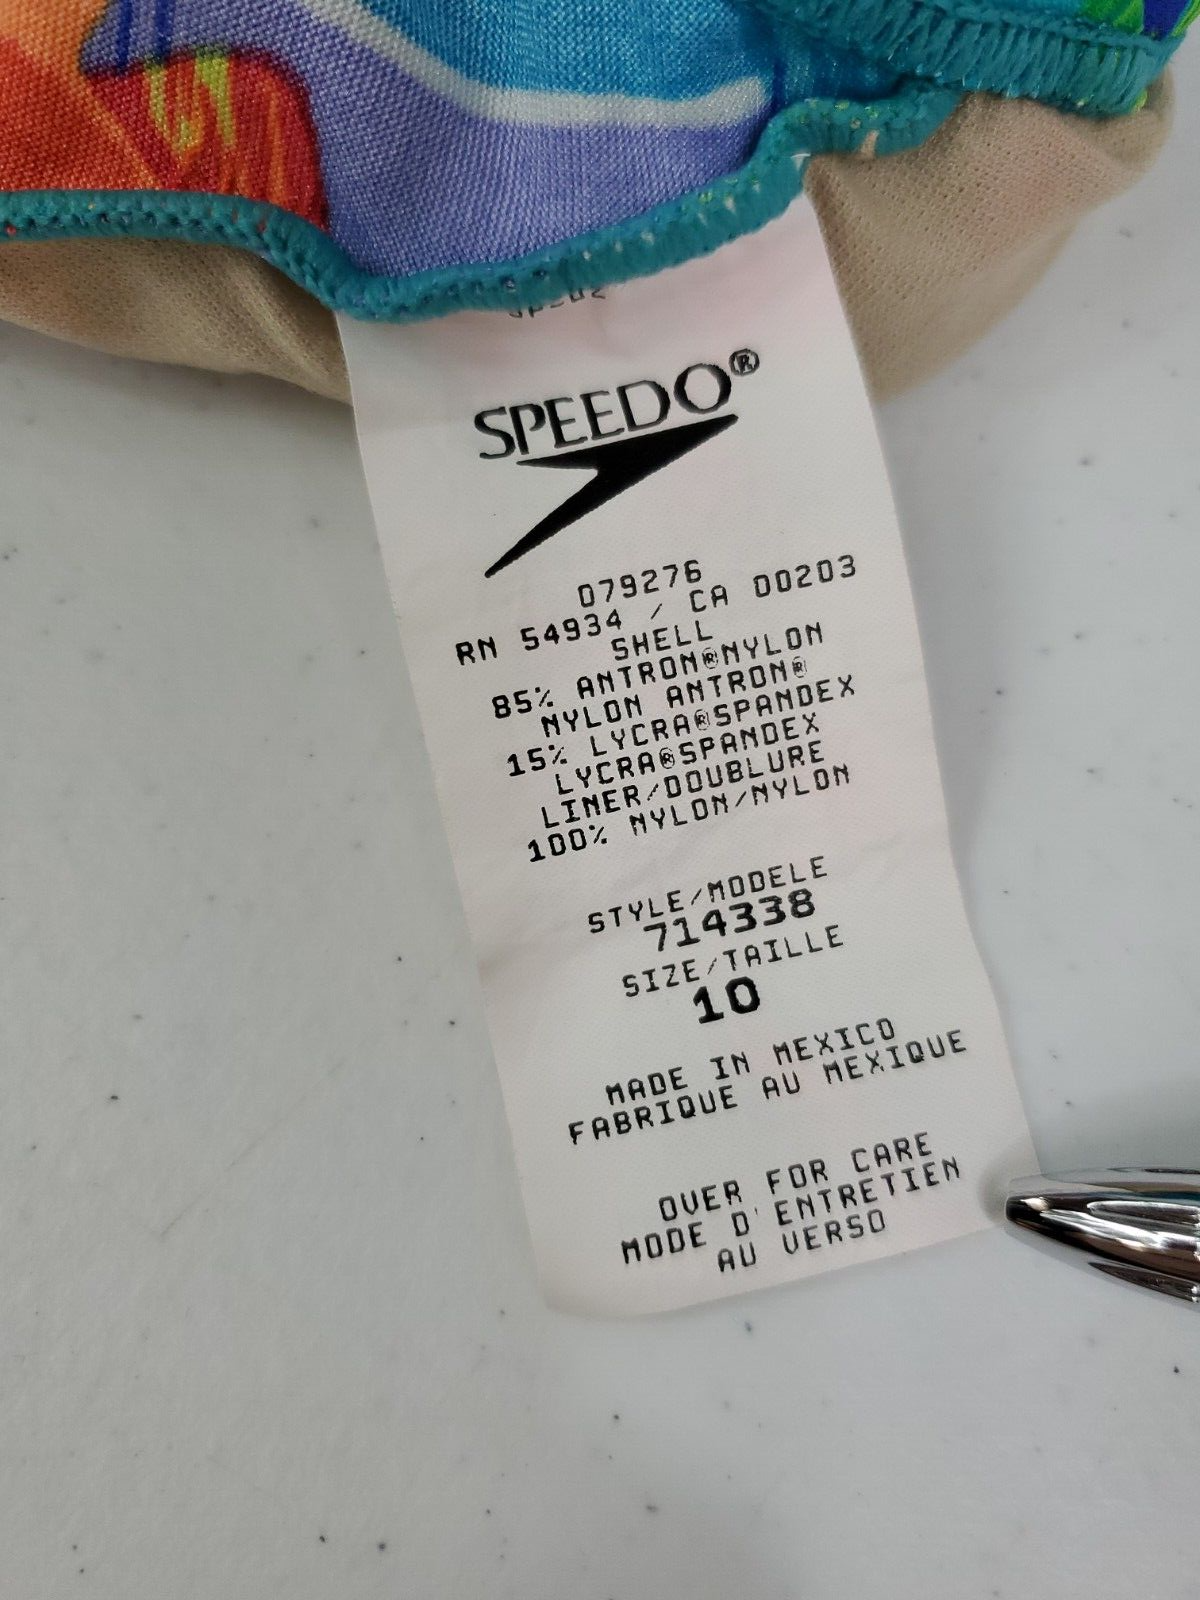 SPEEDO®
079276
RN 54934 / CA 00203
SHELL
85% ANTRON®NYLON
NYLON ANTRON®
15% LYCRA®SPANDEX
LYCRA®SPANDEX
LINER/DOUBLURE
100% NYLON/NYLON
STYLE/MODELE
714338
SIZE/TAILLE
10
MADE IN MEXICO
FABRIQUE AU MEXIQUE
OVER FOR CARE
MODE D'ENTRETIEN
AU VERSO